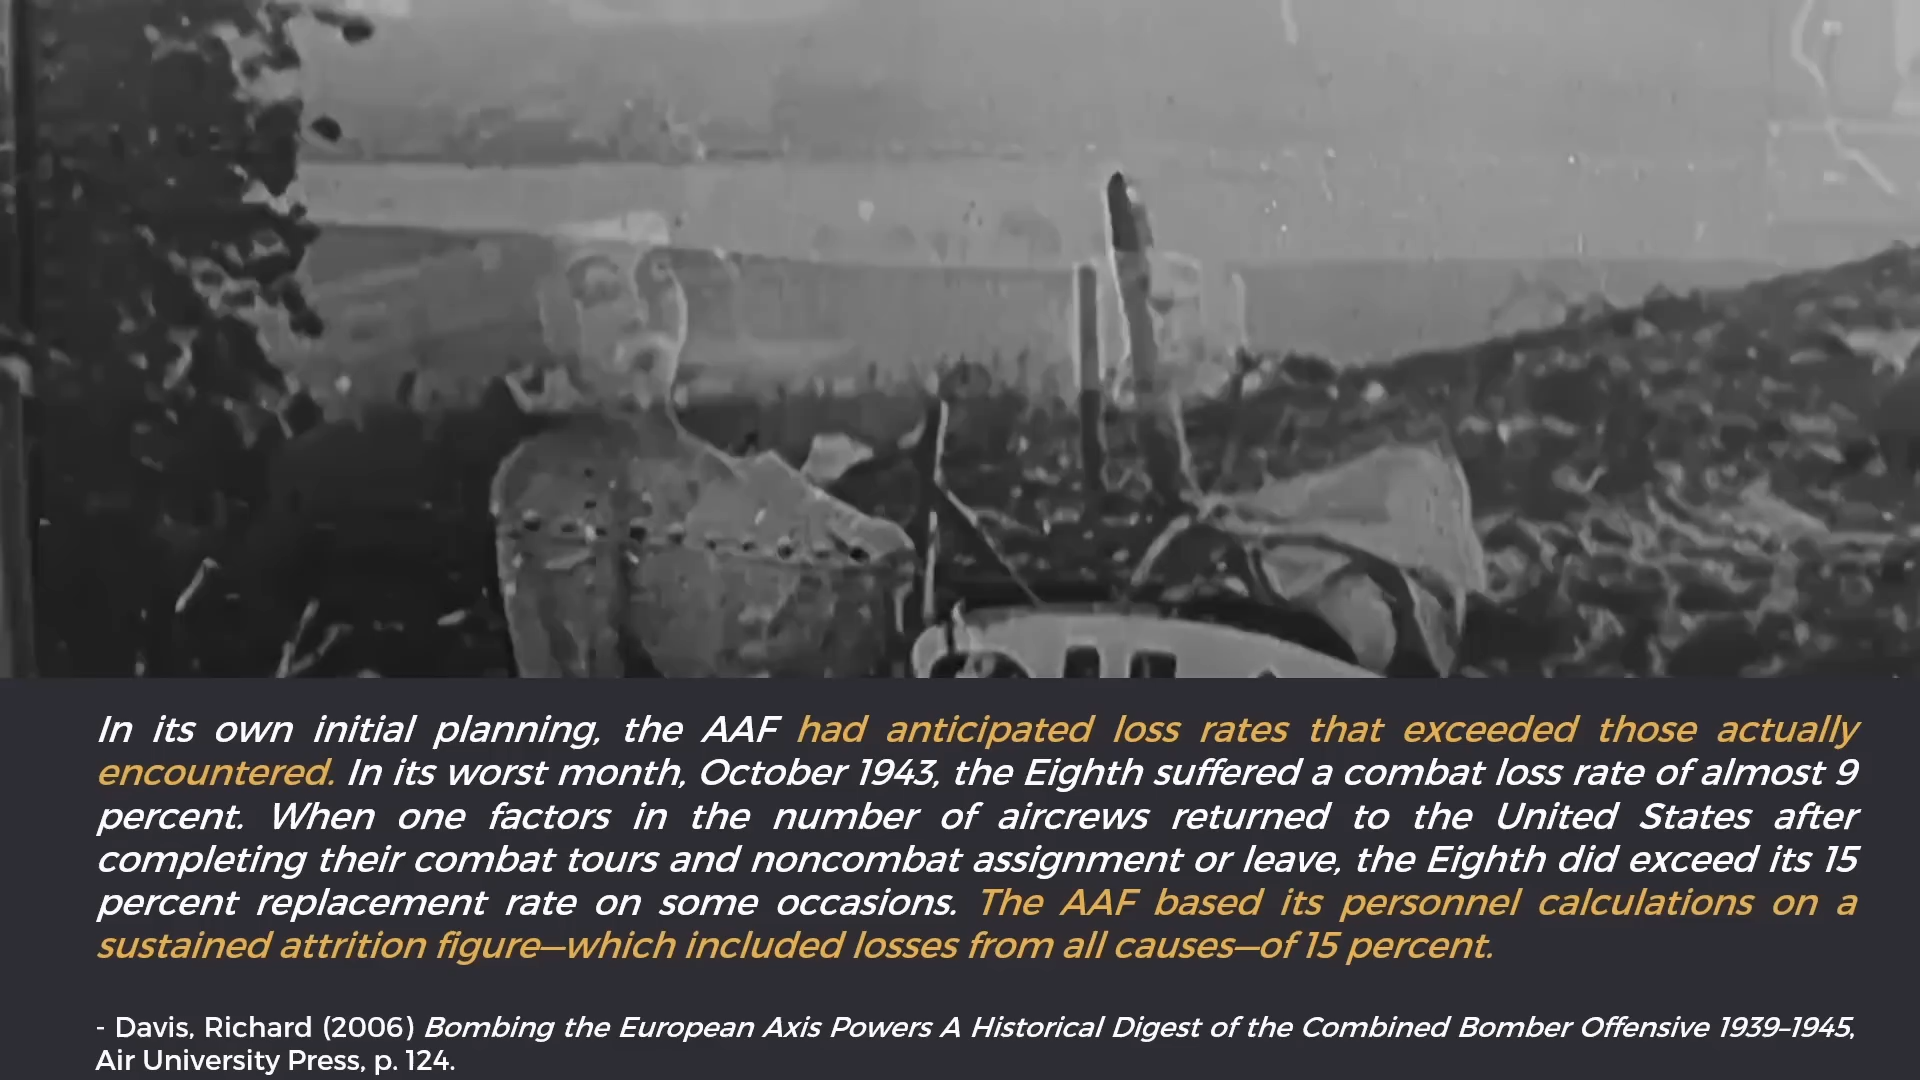 In its own initial planning, the AAF had anticipated loss rates that exceeded those actually
encountered. In its worst month, October 1943, the Eighth suffered a combat loss rate of almost 9
percent. When one factors in the number of aircrews returned to the United States after
completing their combat tours and noncombat assignment or leave, the Eighth did exceed its 15
percent replacement rate on some occasions. The AAF based its personnel calculations on a
sustained attrition figure—which included losses from all causes—of 15 percent.
- Davis, Richard (2006) Bombing the European Axis Powers A Historical Digest of the Combined Bomber Offensive 1939–1945,
Air University Press, p. 124.